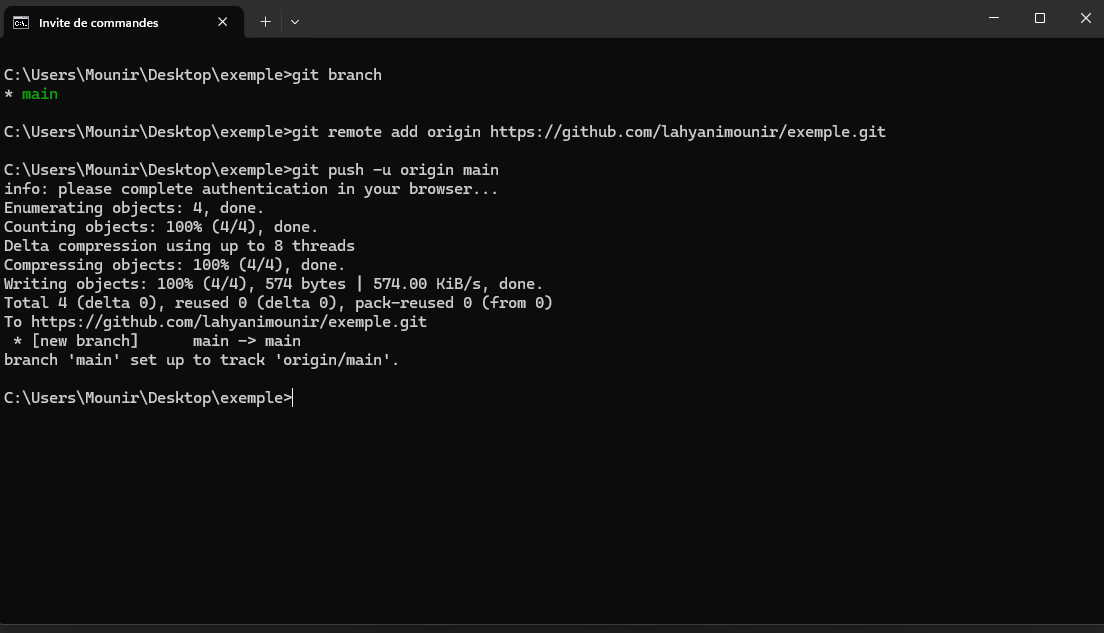 Invite de commandes
C:\Users\Mounir\Desktop\exemple>git branch
* main
C:\Users\Mounir\Desktop\exemple>git remote add origin https://github.com/lahyanimounir/exemple.git
C:\Users\Mounir\Desktop\exemple>git push -u origin main
info: please complete authentication in your browser...
Enumerating objects: 4, done.
Counting objects: 100% (4/4), done.
Delta compression using up to 8 threads
Compressing objects: 100% (4/4), done.
Writing objects: 100% (4/4), 574 bytes | 574.00 KiB/s, done.
Total 4 (delta 0), reused 0 (delta 0), pack-reused 0 (from 0)
To https://github.com/lahyanimounir/exemple.git
 * [new branch]      main -> main
branch 'main' set up to track 'origin/main'.
C:\Users\Mounir\Desktop\exemple>